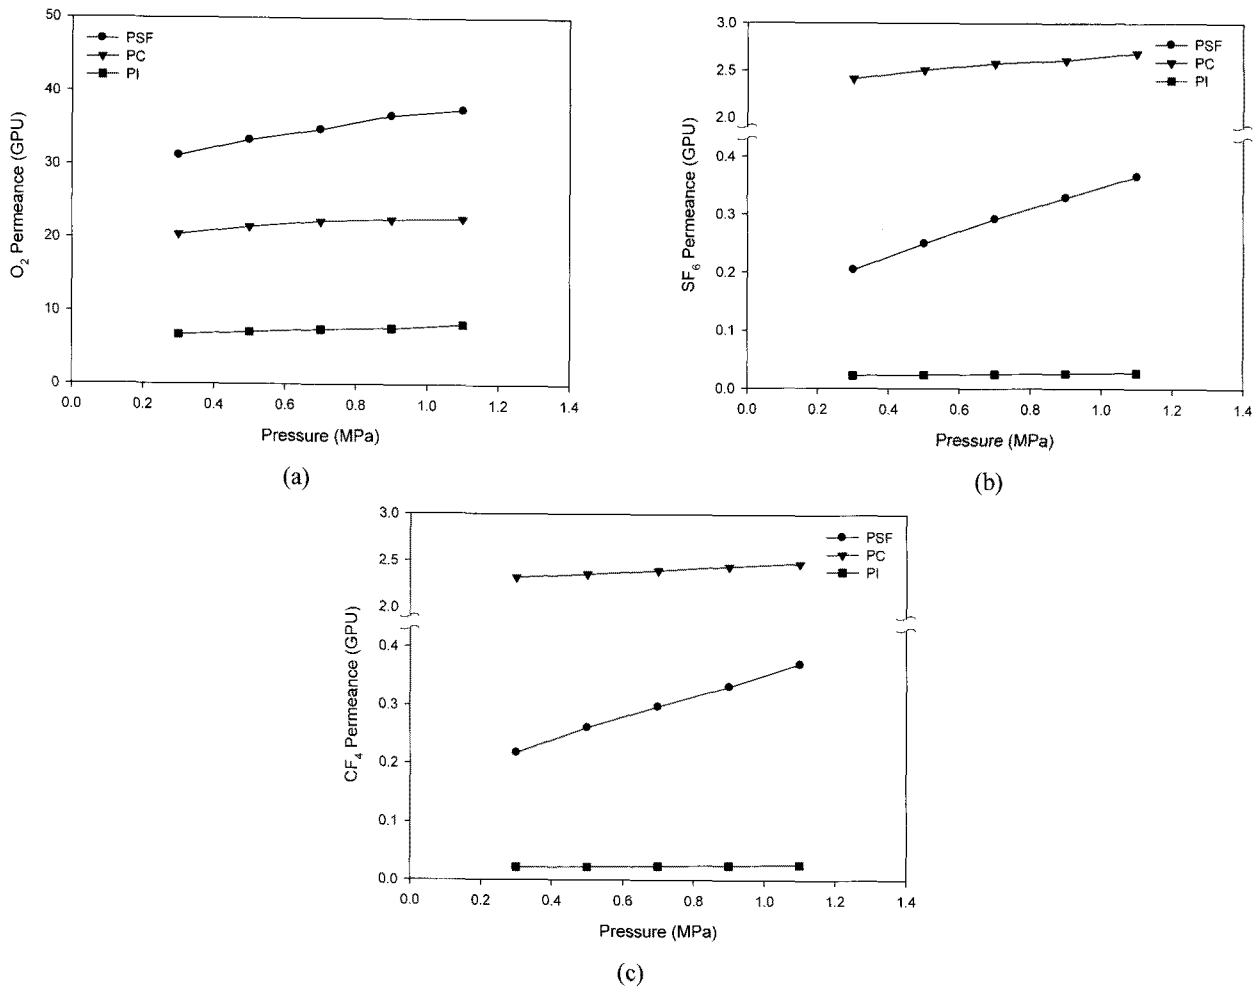 50
40
30
20
10
0
O2 Permeance (GPU)
PSF
PC
PI
0.0 0.2 0.4 0.6 0.8 1.0 1.2 1.4
Pressure (MPa)
(a)
3.0
2.5
2.0
0.4
0.3
0.2
0.1
0.0
SF6 Permeance (GPU)
PSF
PC
PI
0.0 0.2 0.4 0.6 0.8 1.0 1.2 1.4
Pressure (MPa)
(b)
3.0
2.5
2.0
0.4
0.3
0.2
0.1
0.0
CF4 Permeance (GPU)
PSF
PC
PI
0.0 0.2 0.4 0.6 0.8 1.0 1.2 1.4
Pressure (MPa)
(c)